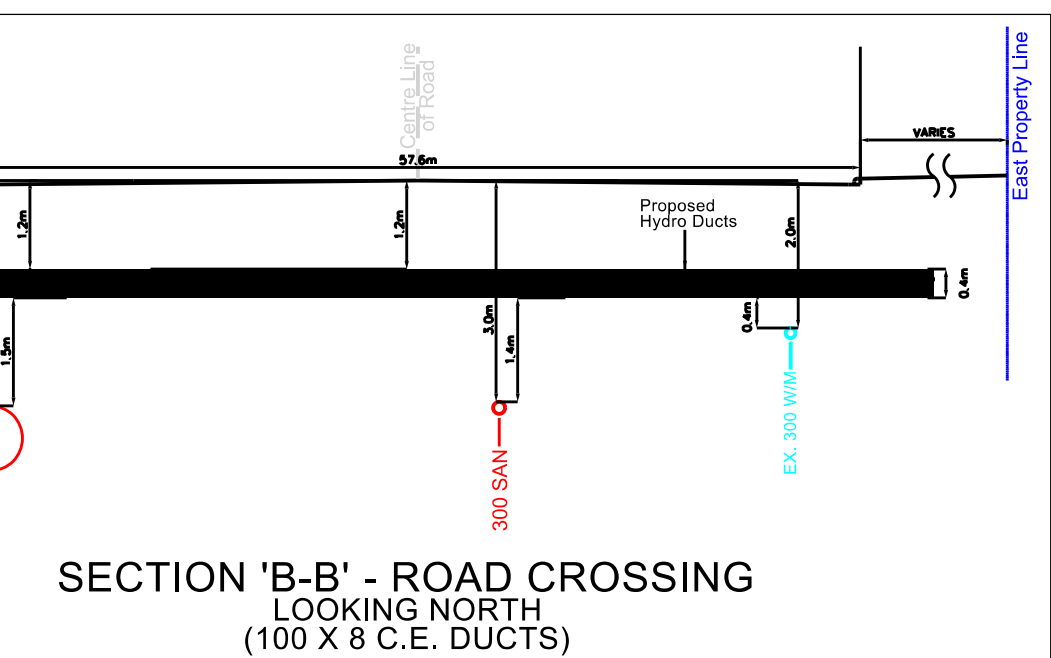 East Property Line
Centre Line
of Road
VARIES
57.6m
1.2m
1.2m
Proposed
Hydro Ducts
2.0m
0.4m
3.0m
1.5m
1.4m
0.4m
300 SAN
EX. 300 W/M
SECTION 'B-B' - ROAD CROSSING
LOOKING NORTH
(100 X 8 C.E. DUCTS)